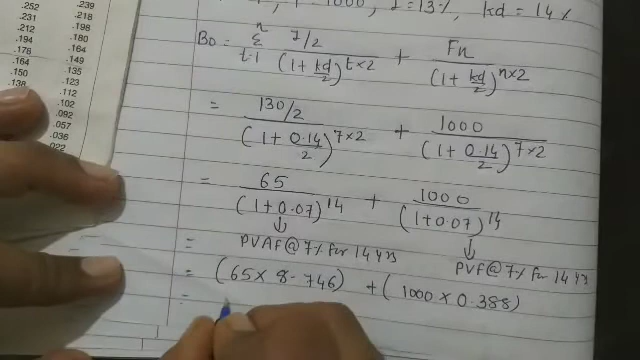 .252 .239
.231 .218
.212 .198
.194 .180
.178 .164
.164 .149
.150 .135
.138 .123
.112
.102
.092
.057
.036
.022
1000, I = 13%, kd = 14%
B0 = n Σ t=1 I/2 / (1 + kd/2)^t×2 + Fn / (1 + kd/2)^n×2
= 130/2 / (1 + 0.14/2)^7×2 + 1000 / (1 + 0.14/2)^7×2
= 65 / (1+0.07)^14 + 1000 / (1+0.07)^14
= PVAF@7% for 14 yrs PVF@7% for 14 yrs
= (65 × 8.746) + (1000 × 0.388)
=